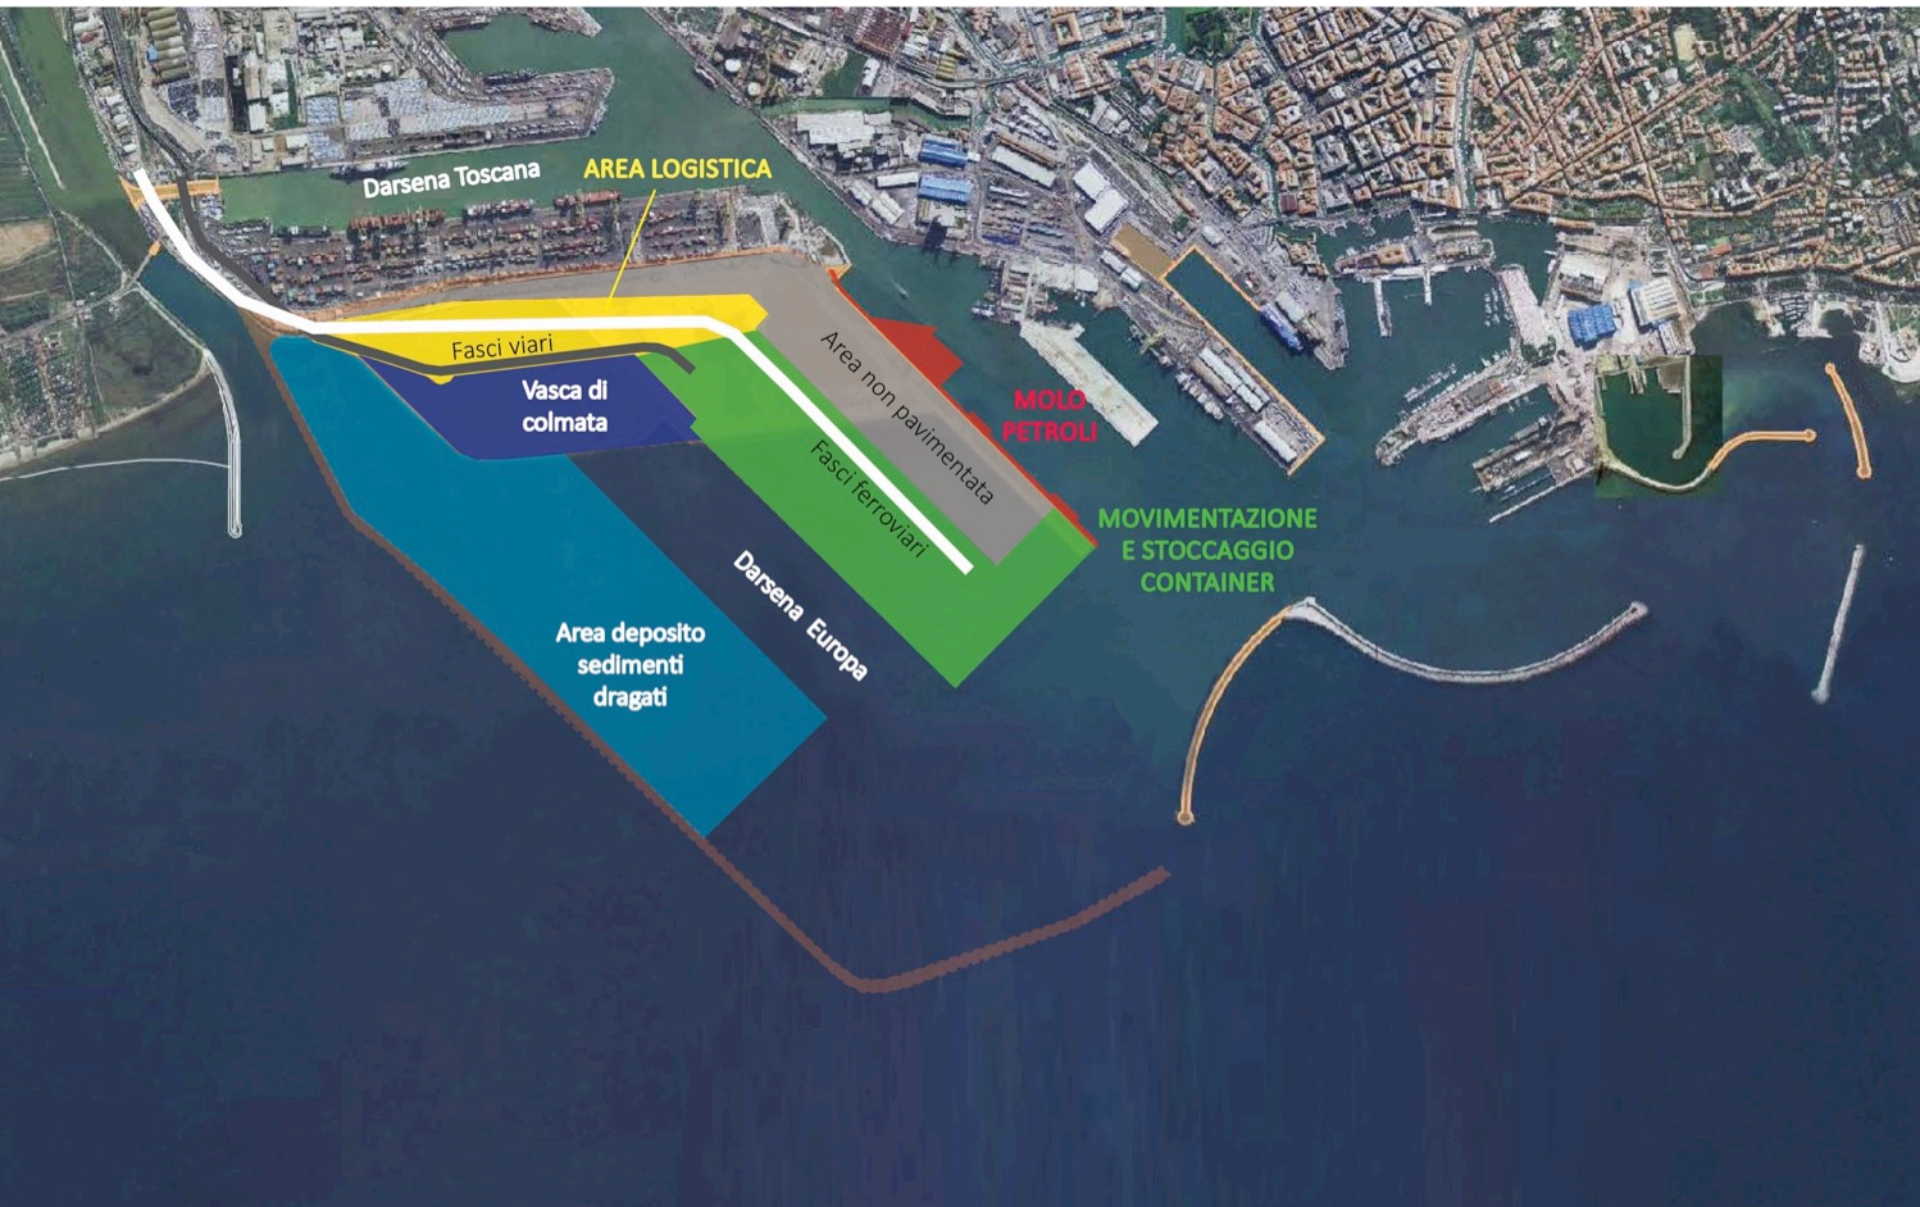 Darsena Toscana
AREA LOGISTICA
Fasci viari
Vasca di
colmata
Area non pavimentata
Fasci ferroviari
MOLO
PETROLI
MOVIMENTAZIONE
E STOCCAGGIO
CONTAINER
Darsena Europa
Area deposito
sedimenti
dragati